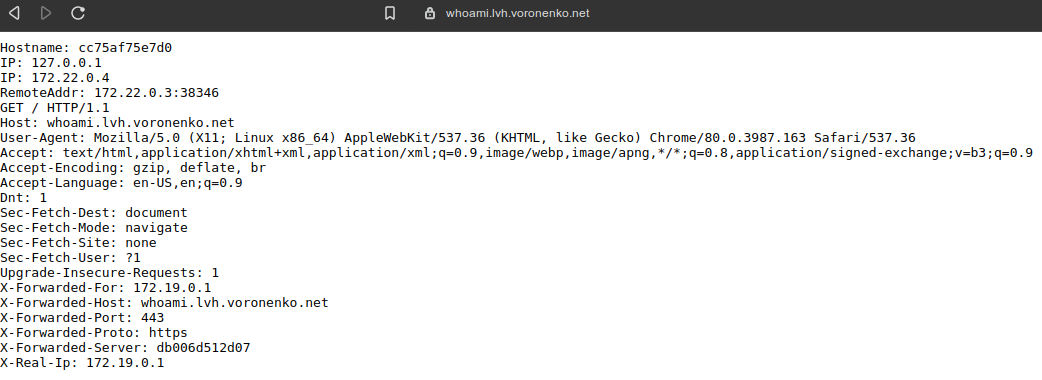 whoami.lvh.voronenko.net
Hostname: cc75af75e7d0
IP: 127.0.0.1
IP: 172.22.0.4
RemoteAddr: 172.22.0.3:38346
GET / HTTP/1.1
Host: whoami.lvh.voronenko.net
User-Agent: Mozilla/5.0 (X11; Linux x86_64) AppleWebKit/537.36 (KHTML, like Gecko) Chrome/80.0.3987.163 Safari/537.36
Accept: text/html,application/xhtml+xml,application/xml;q=0.9,image/webp,image/apng,*/*;q=0.8,application/signed-exchange;v=b3;q=0.9
Accept-Encoding: gzip, deflate, br
Accept-Language: en-US,en;q=0.9
Dnt: 1
Sec-Fetch-Dest: document
Sec-Fetch-Mode: navigate
Sec-Fetch-Site: none
Sec-Fetch-User: ?1
Upgrade-Insecure-Requests: 1
X-Forwarded-For: 172.19.0.1
X-Forwarded-Host: whoami.lvh.voronenko.net
X-Forwarded-Port: 443
X-Forwarded-Proto: https
X-Forwarded-Server: db006d512d07
X-Real-Ip: 172.19.0.1